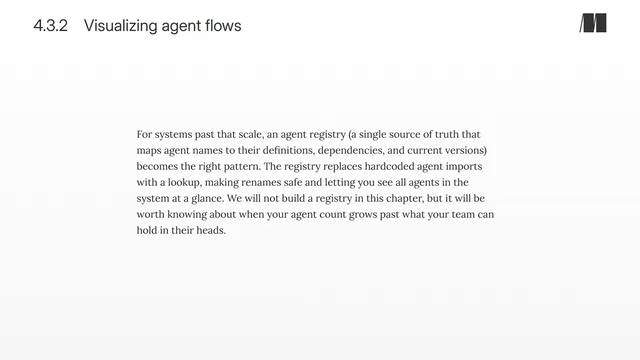 4.3.2 Visualizing agent flows
For systems past that scale, an agent registry (a single source of truth that
maps agent names to their definitions, dependencies, and current versions)
becomes the right pattern. The registry replaces hardcoded agent imports
with a lookup, making renames safe and letting you see all agents in the
system at a glance. We will not build a registry in this chapter, but it will be
worth knowing about when your agent count grows past what your team can
hold in their heads.